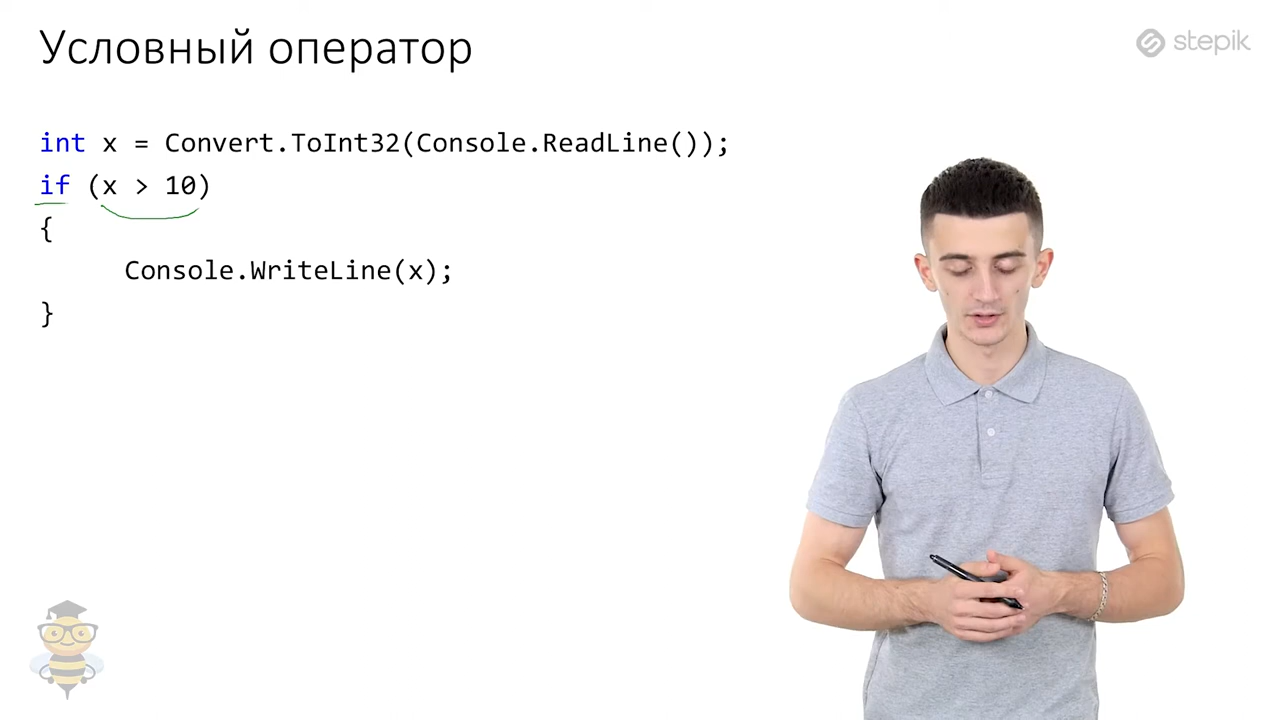 Условный оператор
stepik
int x = Convert.ToInt32(Console.ReadLine());
if (x > 10)
{
Console.WriteLine(x);
}